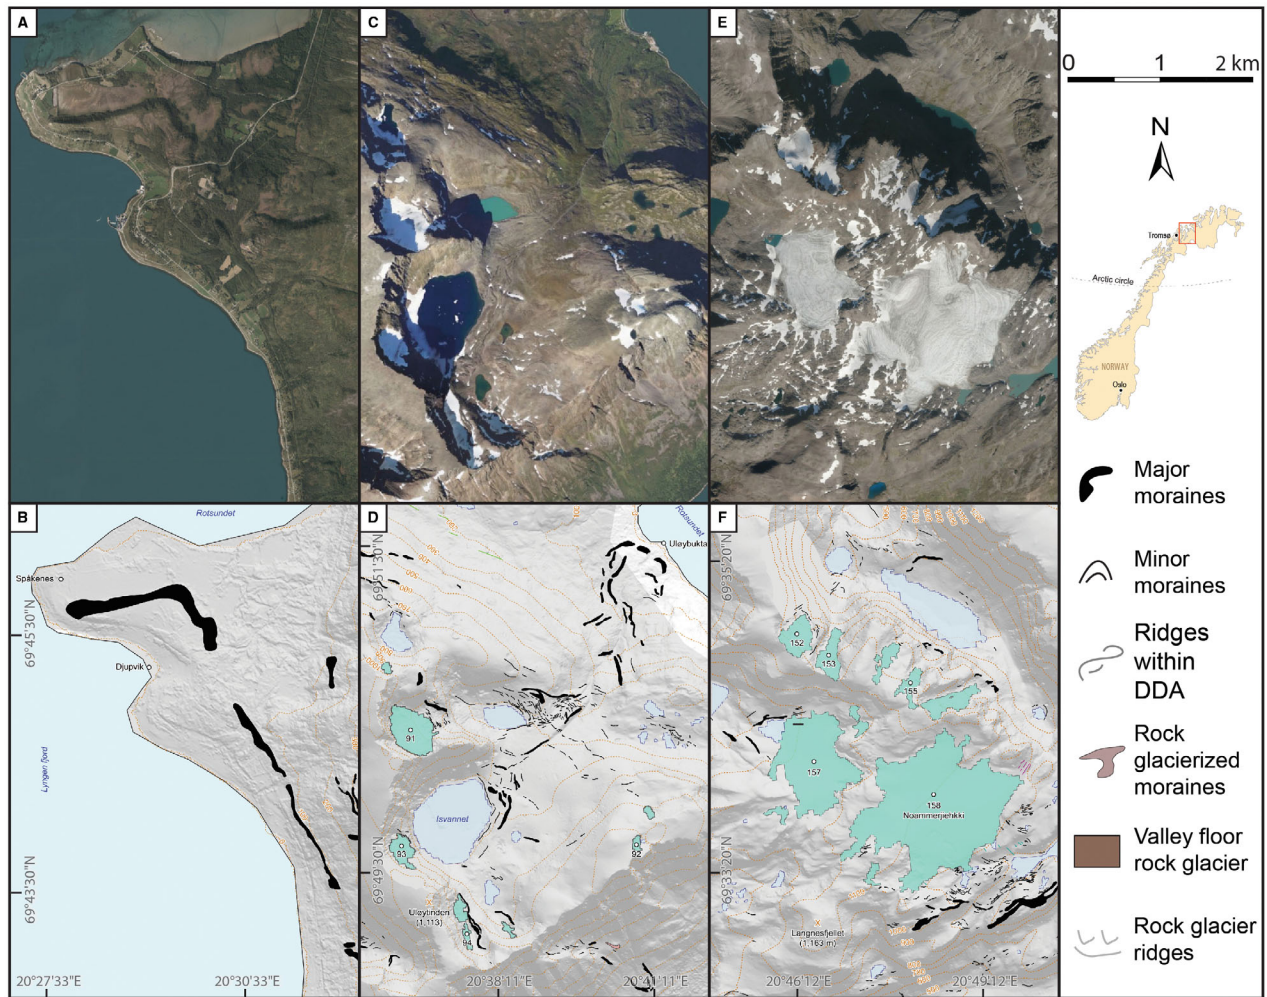 A
C
E
0 1 2 km
N
Tromsø
Arctic circle
NORWAY
Oslo
Major
moraines
Minor
moraines
Ridges
within
DDA
Rock
glacierized
moraines
Valley floor
rock glacier
Rock glacier
ridges
B
Rotsundet
Spåkenes
Djupvik
Lyngen fjord
69°45'30"N
69°43'30"N
20°27'33"E
20°30'33"E
D
Rotsundet
Uløybukta
69°51'30"N
69°49'30"N
91
Isvannet
93
92
Uløytinden
(1,113)
94
20°38'11"E
20°41'11"E
F
69°35'20"N
69°33'20"N
152
153
155
157
158
Noammerjiehkki
Langnesfjellet
(1,163 m)
20°46'12"E
20°49'12"E